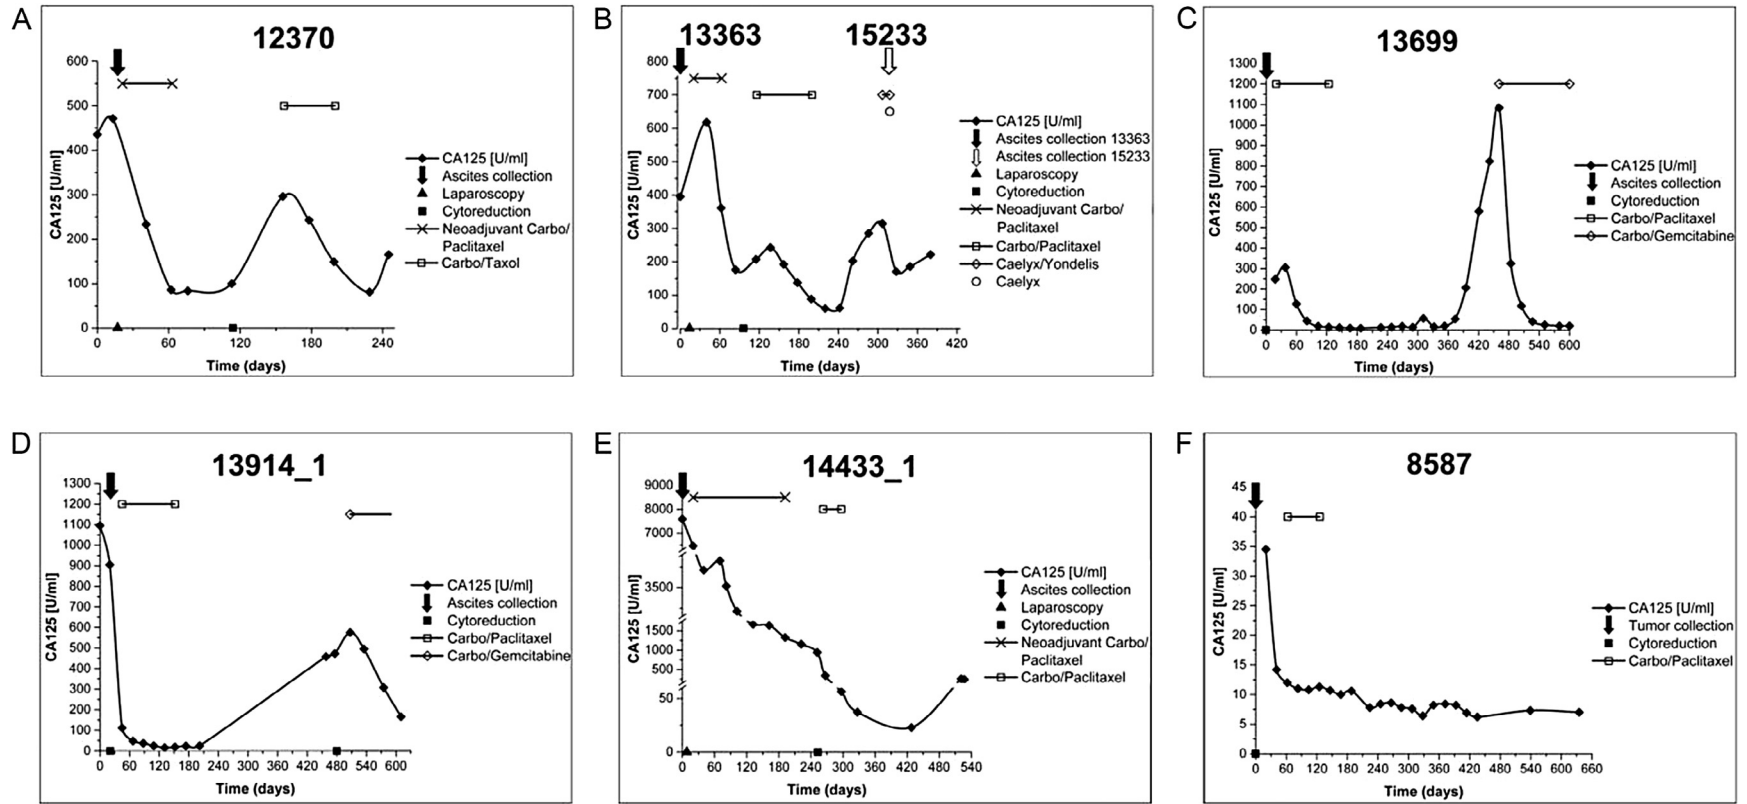 A
12370
600
500
400
300
200
100
0
CA125 [U/ml]
0 60 120 180 240
Time (days)
CA125 [U/ml]
Ascites collection
Laparoscopy
Cytoreduction
Neoadjuvant Carbo/
Paclitaxel
Carbo/Taxol
B
13363 15233
800
700
600
500
400
300
200
100
0
CA125 [U/ml]
0 60 120 180 240 300 360 420
Time (days)
CA125 [U/ml]
Ascites collection 13363
Ascites collection 15233
Laparoscopy
Cytoreduction
Neoadjuvant Carbo/
Paclitaxel
Carbo/Paclitaxel
Caelyx/Yondelis
Caelyx
C
13699
1300
1200
1100
1000
900
800
700
600
500
400
300
200
100
0
CA125 [U/ml]
0 60 120 180 240 300 360 420 480 540 600
Time (days)
CA125 [U/ml]
Ascites collection
Cytoreduction
Carbo/Paclitaxel
Carbo/Gemcitabine
D
13914_1
1300
1200
1100
1000
900
800
700
600
500
400
300
200
100
0
CA125 [U/ml]
0 60 120 180 240 300 360 420 480 540 600
Time (days)
CA125 [U/ml]
Ascites collection
Cytoreduction
Carbo/Paclitaxel
Carbo/Gemcitabine
E
14433_1
9000
8000
7000
3500
1500
1000
500
50
0
CA125 [U/ml]
0 60 120 180 240 300 360 420 480 540
Time (days)
CA125 [U/ml]
Ascites collection
Laparoscopy
Cytoreduction
Neoadjuvant Carbo/
Paclitaxel
Carbo/Paclitaxel
F
8587
45
40
35
30
25
20
15
10
5
0
CA125 [U/ml]
0 60 120 180 240 300 360 420 480 540 600 660
Time (days)
CA125 [U/ml]
Tumor collection
Cytoreduction
Carbo/Paclitaxel